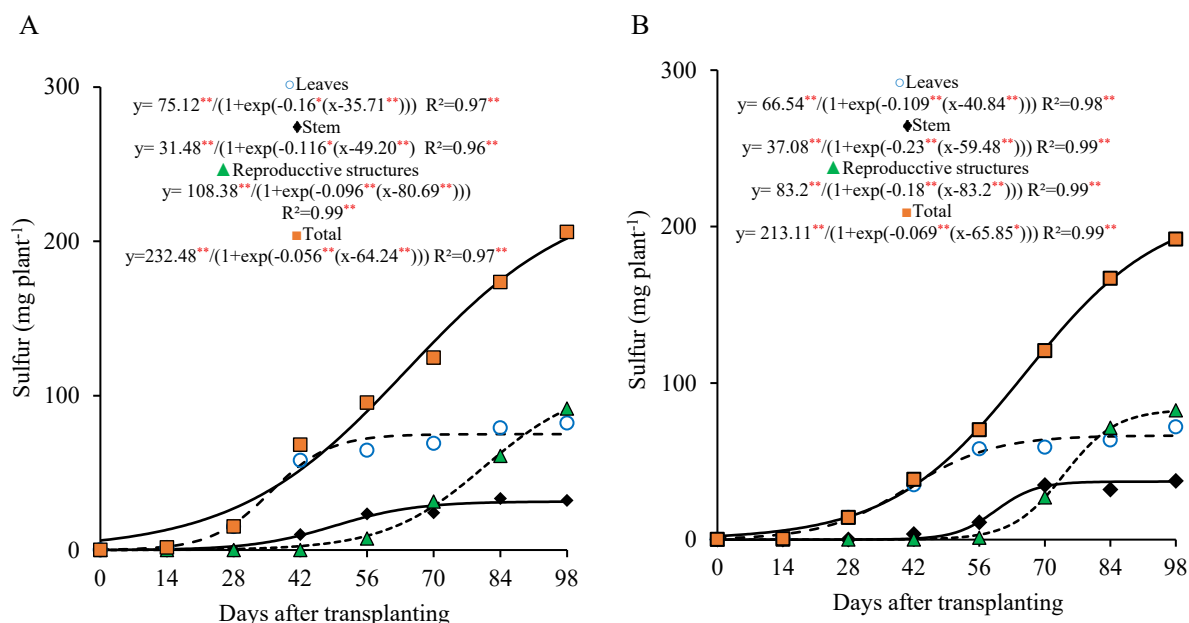 A
300
200
100
0
Sulfur (mg plant-1)
Leaves
y= 75.12**/(1+exp(-0.16*(x-35.71**))) R²=0.97**
Stem
y= 31.48**/(1+exp(-0.116*(x-49.20**) R²=0.96**
Reproducctive structures
y= 108.38**/(1+exp(-0.096**(x-80.69**)))
R²=0.99**
Total
y=232.48**/(1+exp(-0.056**(x-64.24**))) R²=0.97**
0 14 28 42 56 70 84 98
Days after transplanting
B
300
200
100
0
Sulfur (mg plant-1)
Leaves
y= 66.54**/(1+exp(-0.109**(x-40.84**))) R²=0.98**
Stem
y= 37.08**/(1+exp(-0.23**(x-59.48**))) R²=0.99**
Reproducctive structures
y= 83.2**/(1+exp(-0.18**(x-83.2**))) R²=0.99**
Total
y= 213.11**/(1+exp(-0.069**(x-65.85*))) R²=0.99**
0 14 28 42 56 70 84 98
Days after transplanting